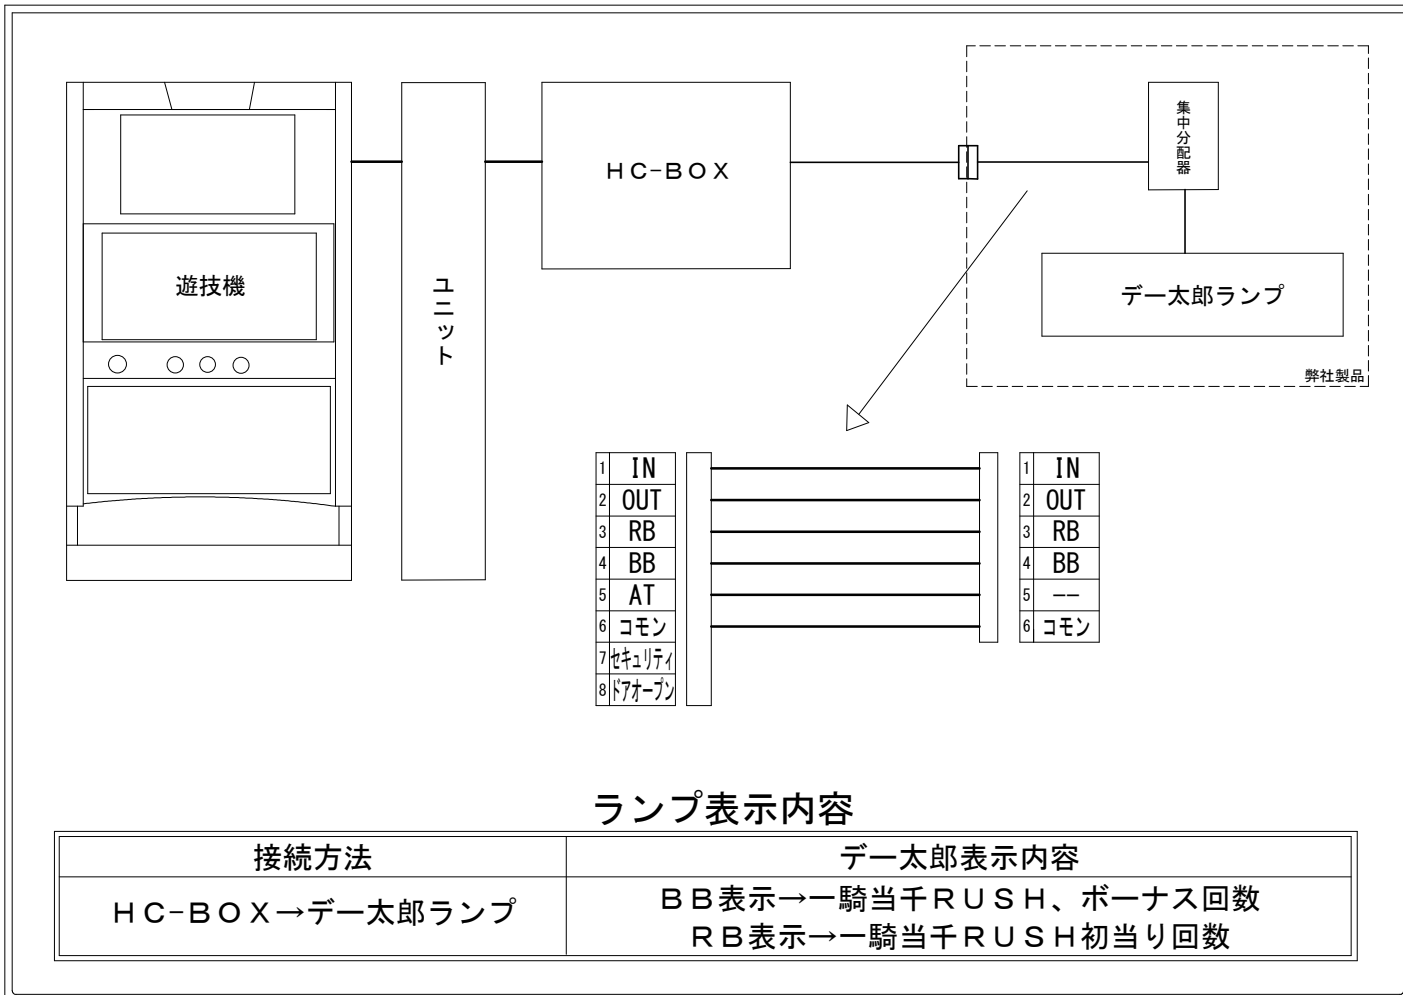 遊技機
ユニット
HC-BOX
集中分配器
デー太郎ランプ
弊社製品
1 IN
2 OUT
3 RB
4 BB
5 AT
6 コモン
7 セキュリティ
8 ドアオープン
1 IN
2 OUT
3 RB
4 BB
5 --
6 コモン
ランプ表示内容
接続方法 デー太郎表示内容
HC-BOX→デー太郎ランプ
BB表示→一騎当千RUSH、ボーナス回数
RB表示→一騎当千RUSH初当り回数